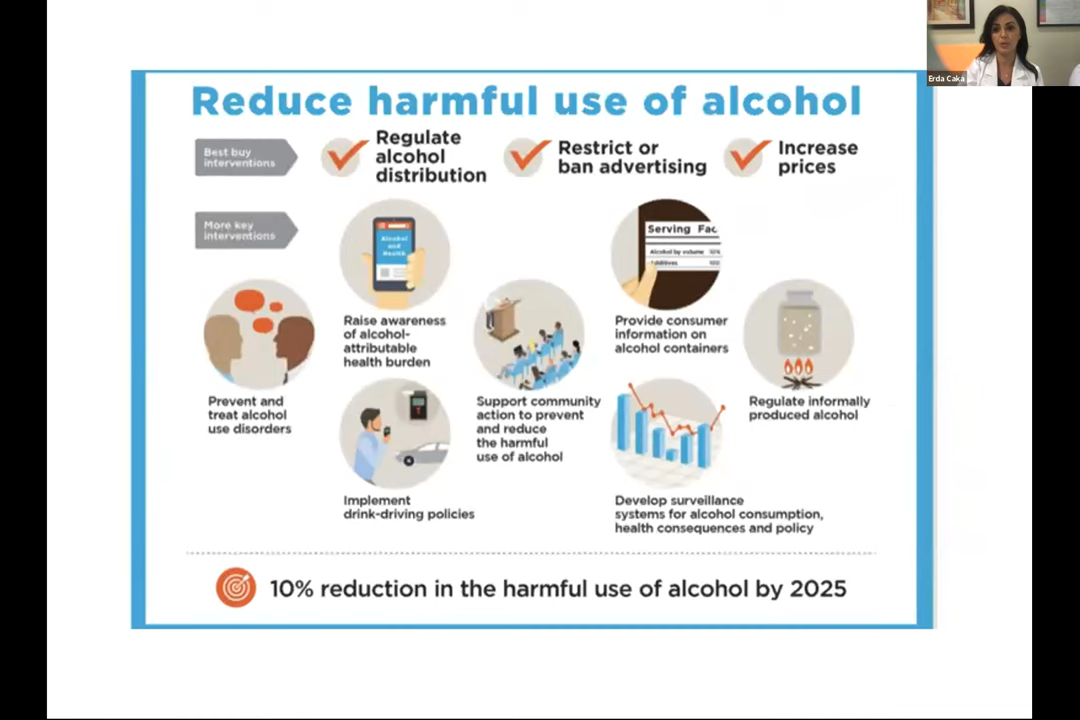 Erda Caka
Reduce harmful use of alcohol
Best buy
interventions
Regulate
alcohol
distribution
Restrict or
ban advertising
Increase
prices
More key
interventions
Alcohol
and
Health
Serving Fac
Alcohol by volume 10%
Additives
Prevent and
treat alcohol
use disorders
Raise awareness
of alcohol-
attributable
health burden
Implement
drink-driving policies
Support community
action to prevent
and reduce
the harmful
use of alcohol
Provide consumer
information on
alcohol containers
Develop surveillance
systems for alcohol consumption,
health consequences and policy
Regulate informally
produced alcohol
10% reduction in the harmful use of alcohol by 2025